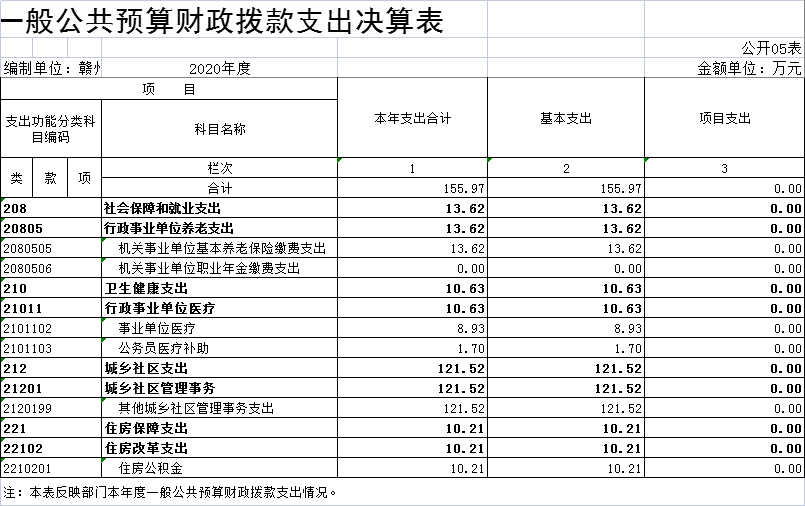 一般公共预算财政拨款支出决算表
公开05表
编制单位：赣 2020年度 金额单位：万元
项 目 本年支出合计 基本支出 项目支出
支出功能分类科目编码 科目名称
类 款 项 栏次 1 2 3
合计 155.97 155.97 0.00
208 社会保障和就业支出 13.62 13.62 0.00
20805 行政事业单位养老支出 13.62 13.62 0.00
2080505 机关事业单位基本养老保险缴费支出 13.62 13.62 0.00
2080506 机关事业单位职业年金缴费支出 0.00 0.00 0.00
210 卫生健康支出 10.63 10.63 0.00
21011 行政事业单位医疗 10.63 10.63 0.00
2101102 事业单位医疗 8.93 8.93 0.00
2101103 公务员医疗补助 1.70 1.70 0.00
212 城乡社区支出 121.52 121.52 0.00
21201 城乡社区管理事务 121.52 121.52 0.00
2120199 其他城乡社区管理事务支出 121.52 121.52 0.00
221 住房保障支出 10.21 10.21 0.00
22102 住房改革支出 10.21 10.21 0.00
2210201 住房公积金 10.21 10.21 0.00
注：本表反映部门本年度一般公共预算财政拨款支出情况。